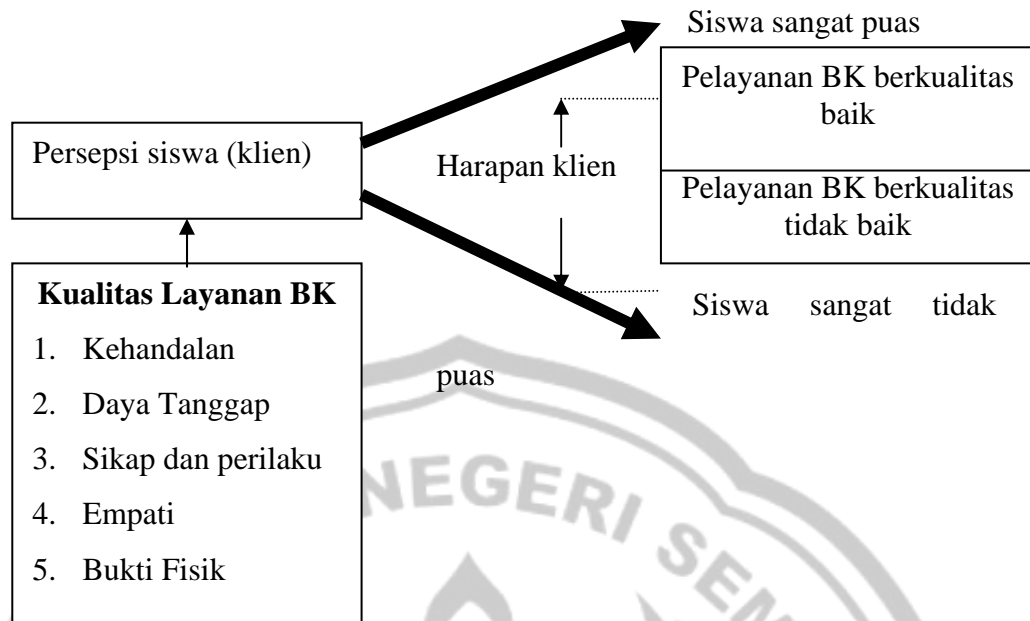 Siswa sangat puas
Pelayanan BK berkualitas
baik
Persepsi siswa (klien)
Harapan klien
Pelayanan BK berkualitas
tidak baik
Kualitas Layanan BK
1. Kehandalan
2. Daya Tanggap
3. Sikap dan perilaku
4. Empati
5. Bukti Fisik
Siswa sangat tidak
puas
NEGERI SEM